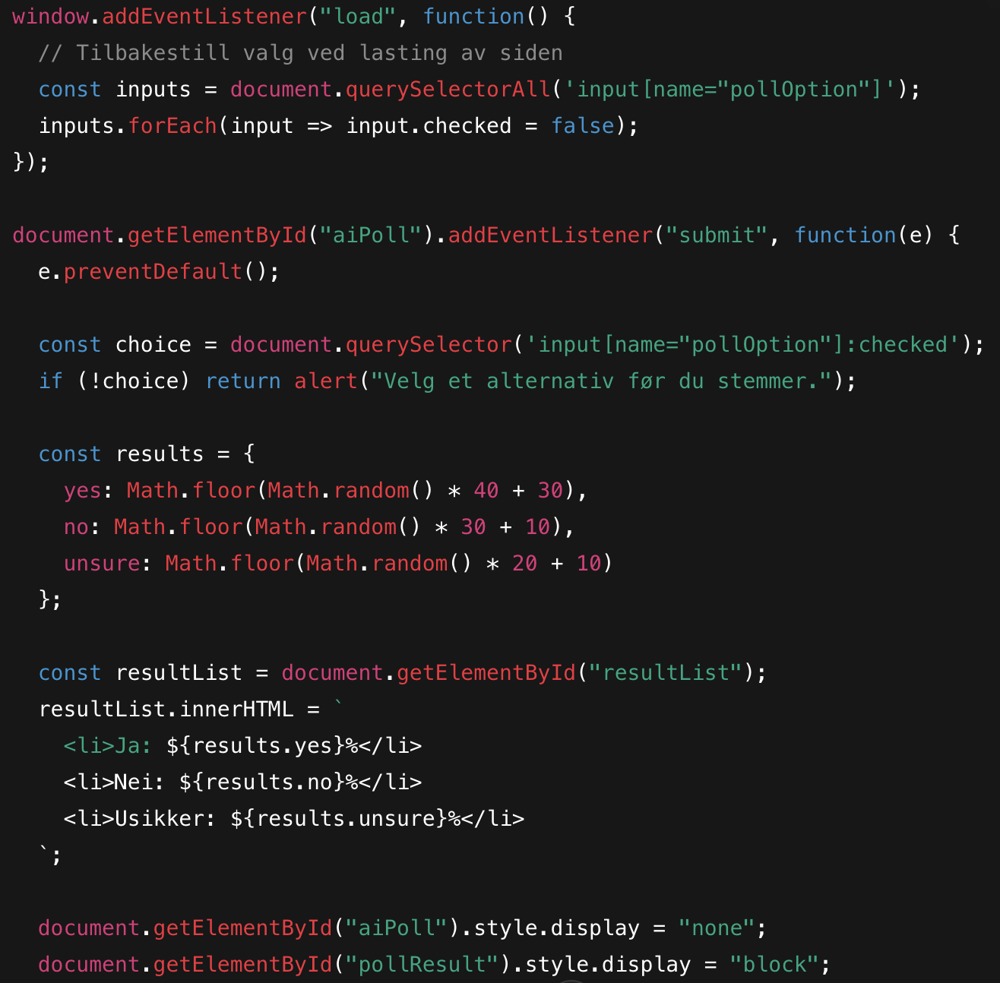 window.addEventListener("load", function() {
  // Tilbakestill valg ved lasting av siden
  const inputs = document.querySelectorAll('input[name="pollOption"]');
  inputs.forEach(input => input.checked = false);
});

document.getElementById("aiPoll").addEventListener("submit", function(e) {
  e.preventDefault();

  const choice = document.querySelector('input[name="pollOption"]:checked');
  if (!choice) return alert("Velg et alternativ før du stemmer.");

  const results = {
    yes: Math.floor(Math.random() * 40 + 30),
    no: Math.floor(Math.random() * 30 + 10),
    unsure: Math.floor(Math.random() * 20 + 10)
  };

  const resultList = document.getElementById("resultList");
  resultList.innerHTML = `
    <li>Ja: ${results.yes}%</li>
    <li>Nei: ${results.no}%</li>
    <li>Usikker: ${results.unsure}%</li>
  `;

  document.getElementById("aiPoll").style.display = "none";
  document.getElementById("pollResult").style.display = "block";